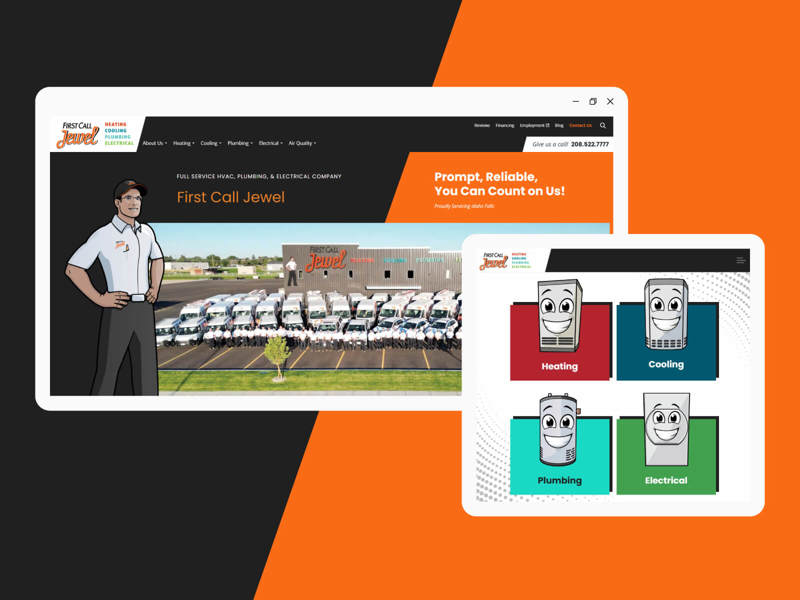 FIRST CALL
Jewel
HEATING
COOLING
PLUMBING
ELECTRICAL
Reviews Financing Employment Blog Contact Us
About Us Heating Cooling Plumbing Electrical Air Quality
Give us a call! 208.522.7777
FULL SERVICE HVAC, PLUMBING, & ELECTRICAL COMPANY
First Call Jewel
Prompt, Reliable,
You Can Count on Us!
Proudly Servicing Idaho Falls
FIRST CALL
Jewel
HEATING COOLING PLUMBING
FIRST CALL
Jewel
HEATING
COOLING
PLUMBING
ELECTRICAL
Heating
Cooling
Plumbing
Electrical